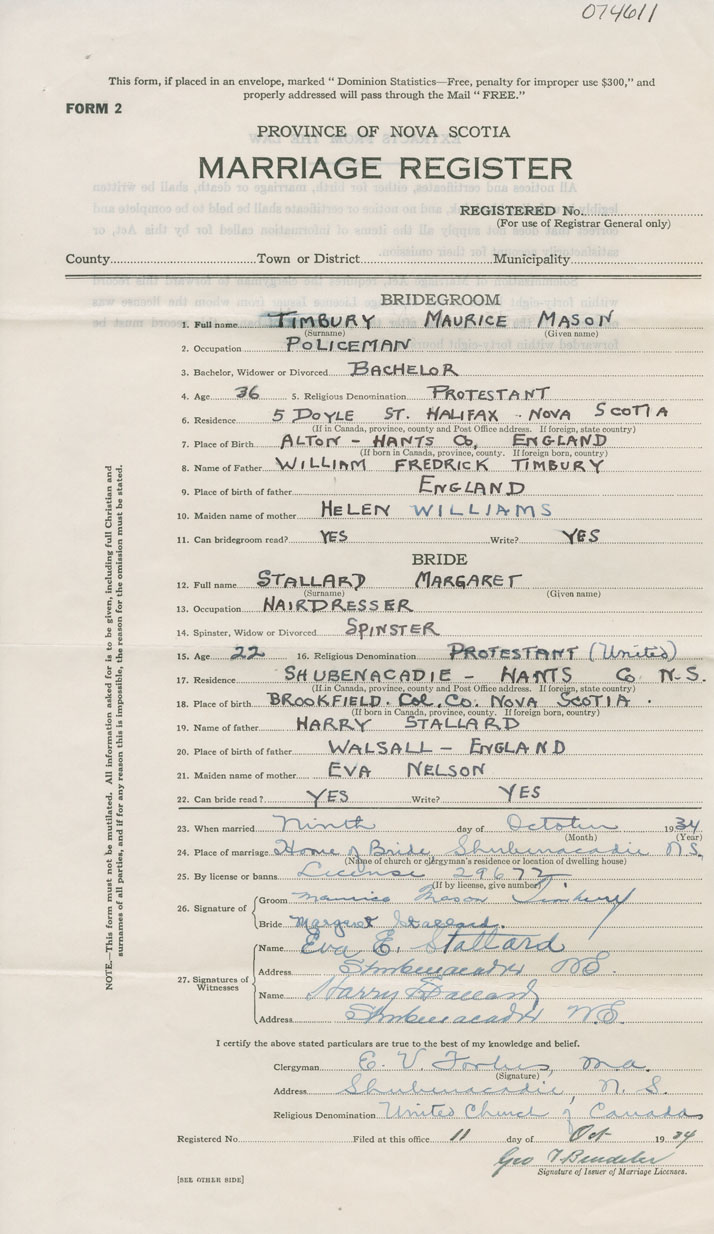 074611
This form, if placed in an envelope, marked " Dominion Statistics—Free, penalty for improper use $300," and
properly addressed will pass through the Mail " FREE."
FORM 2
PROVINCE OF NOVA SCOTIA
MARRIAGE REGISTER
REGISTERED No.
(For use of Registrar General only)
County Town or District Municipality
BRIDEGROOM
1. Full name TIMBURY MAURICE MASON
(Surname) (Given name)
2. Occupation POLICEMAN
3. Bachelor, Widower or Divorced BACHELOR
4. Age 36 5. Religious Denomination PROTESTANT
6. Residence 5 DOYLE ST. HALIFAX - NOVA SCOTIA
(If in Canada, province, county and Post Office address. If foreign, state country)
7. Place of Birth ALTON - HANTS Co, ENGLAND
(If born in Canada, province, county. If foreign born, country)
8. Name of Father WILLIAM FREDRICK TIMBURY
9. Place of birth of father ENGLAND
10. Maiden name of mother HELEN WILLIAMS
11. Can bridegroom read? YES Write? YES
BRIDE
12. Full name STALLARD MARGARET
(Surname) (Given name)
13. Occupation HAIRDRESSER
14. Spinster, Widow or Divorced SPINSTER
15. Age 22 16. Religious Denomination PROTESTANT (United)
17. Residence SHUBENACADIE - HANTS Co N.S.
(If in Canada, province, county and Post Office address. If foreign, state country)
18. Place of birth BROOKFIELD. Col. Co. NOVA SCOTIA.
(If born in Canada, province, county. If foreign born, country)
19. Name of father HARRY STALLARD
20. Place of birth of father WALSALL - ENGLAND
21. Maiden name of mother EVA NELSON
22. Can bride read? YES Write? YES
23. When married Ninth day of October 1934
(Month) (Year)
24. Place of marriage Home of Bride Shubenacadie N.S.
(Name of church or clergyman's residence or location of dwelling house)
25. By license or banns License 29672
(If by license, give number)
26. Signature of Groom Maurice Mason Timbury
Bride Margaret Stallard.
27. Signatures of Witnesses Name Eva E. Stallard
Address Shubenacadie N.S.
Name Harry Stallard
Address Shubenacadie N.S.
I certify the above stated particulars are true to the best of my knowledge and belief.
Clergyman E. V. Forbes, M.A.
(Signature)
Address Shubenacadie, N. S.
Religious Denomination United Church of Canada
Registered No. Filed at this office 11 day of Oct 1934
Geo
Signature of Issuer of Marriage Licenses.
[SEE OTHER SIDE]
NOTE.—This form must not be mutilated. All information asked for is to be given, including full Christian and
surnames of all parties, and if for any reason this is impossible, the reason for the omission must be stated.